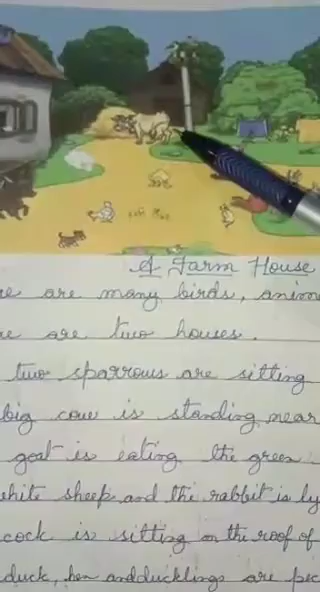 A Farm House
are many birds, anim
are two houses.
two sparrows are sitting
big cow is standing near
goat is eating the green
white sheep and the rabbit is ly
cock is sitting on the roof of
duck, hen and ducklings are pec